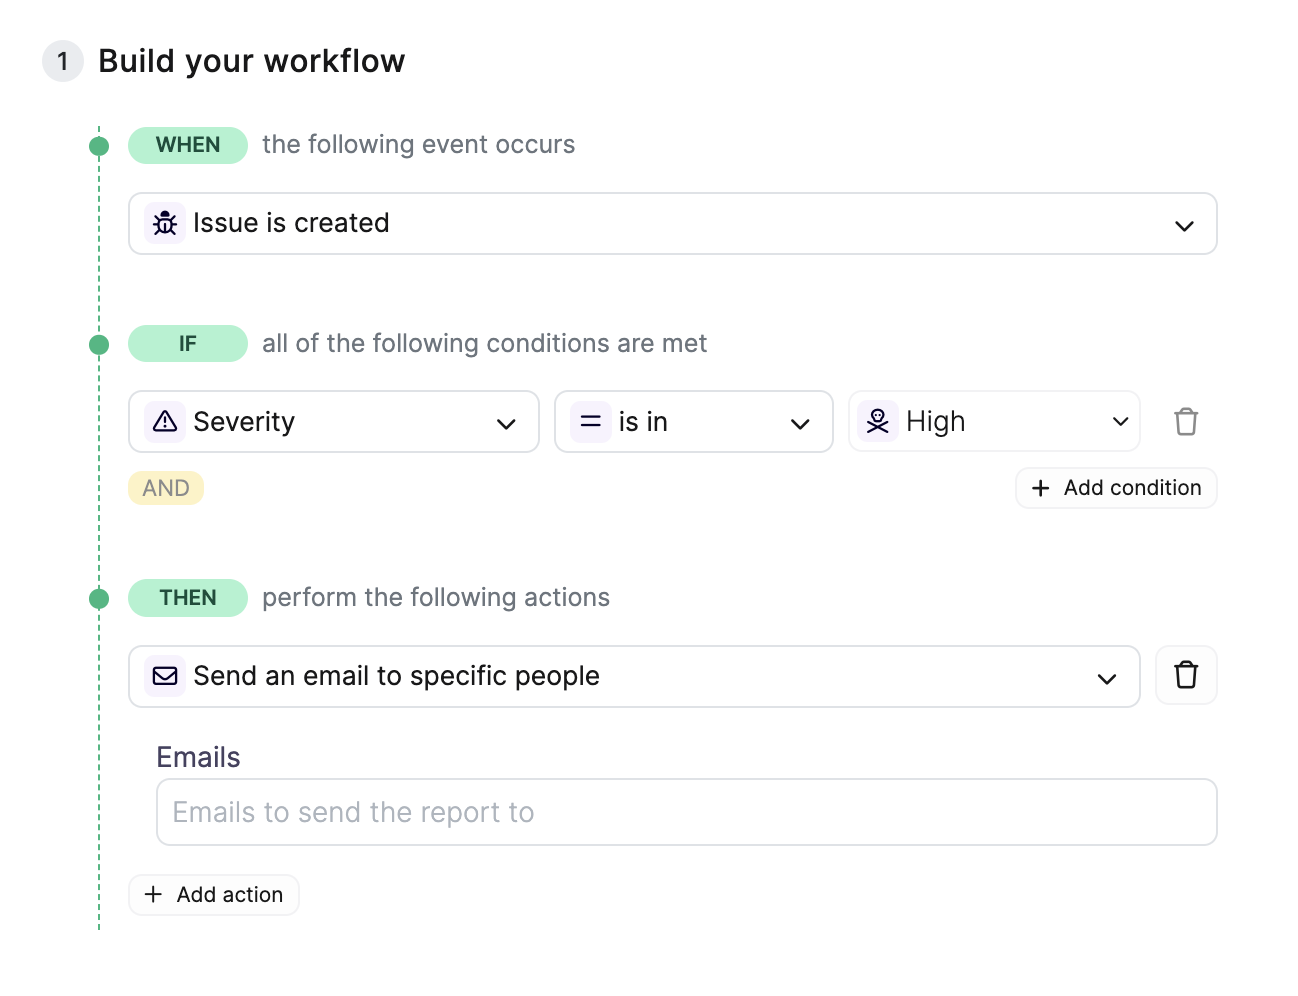 1 Build your workflow
WHEN the following event occurs
Issue is created
IF all of the following conditions are met
Severity is in High
AND Add condition
THEN perform the following actions
Send an email to specific people
Emails
Emails to send the report to
Add action